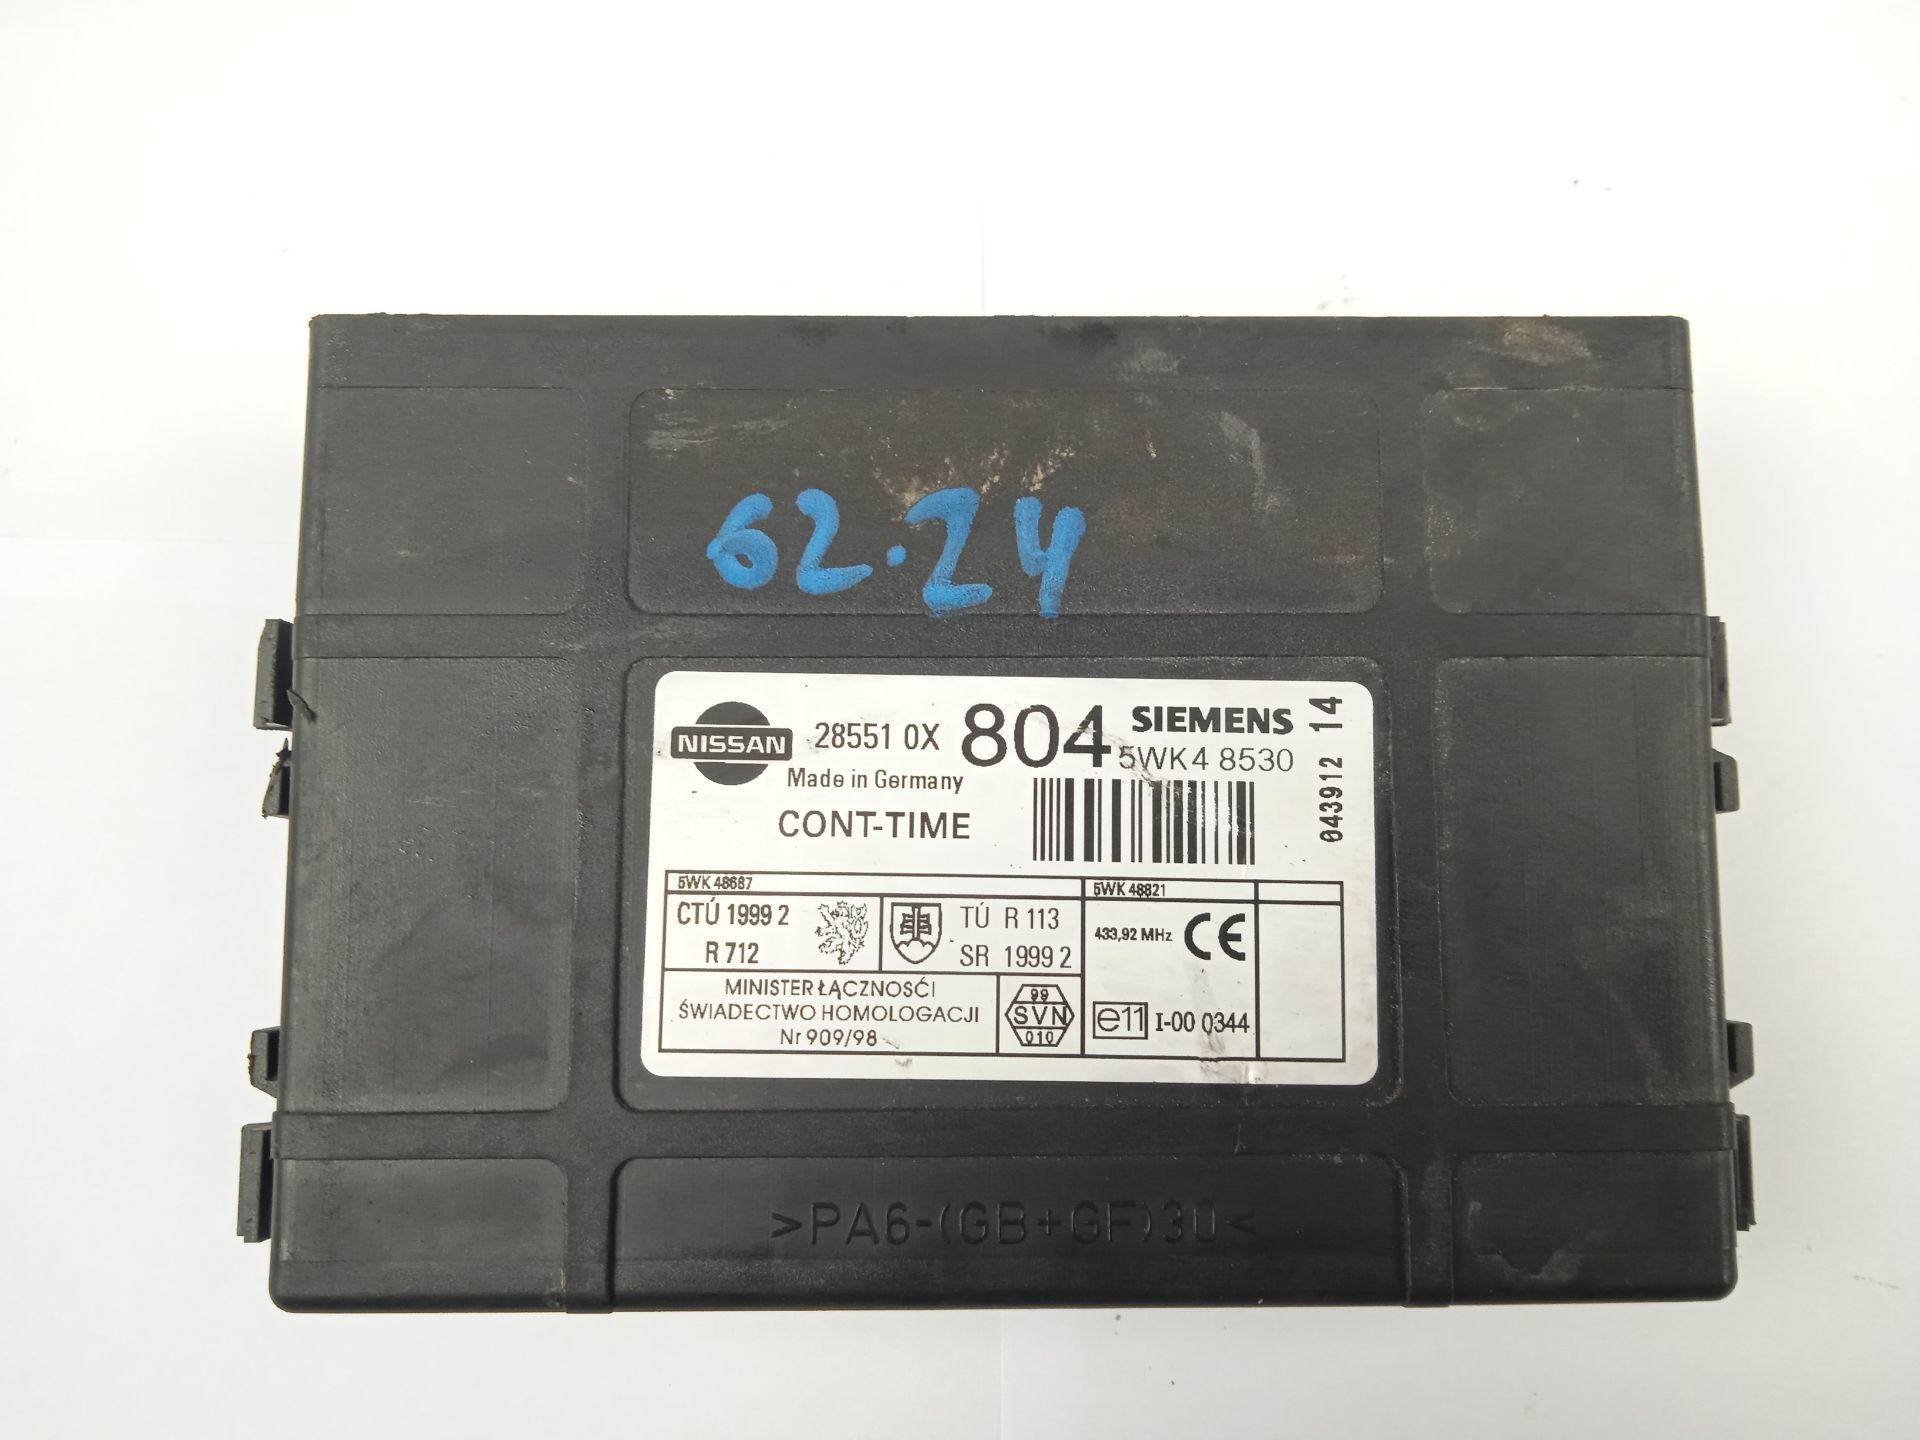 62.24
NISSAN
28551 0X 804
SIEMENS
5WK4 8530
Made in Germany
CONT-TIME
043912 14
5WK 48687
5WK 48821
CTÚ 1999 2
R 712
TÚ R 113
SR 1999 2
433,92 MHz CE
MINISTER ŁĄCZNOŚĆI
ŚWIADECTWO HOMOLOGACJI
Nr 909/98
99
SVN
010
e11 I-00 0344
>PA6-(GB+GF)30<